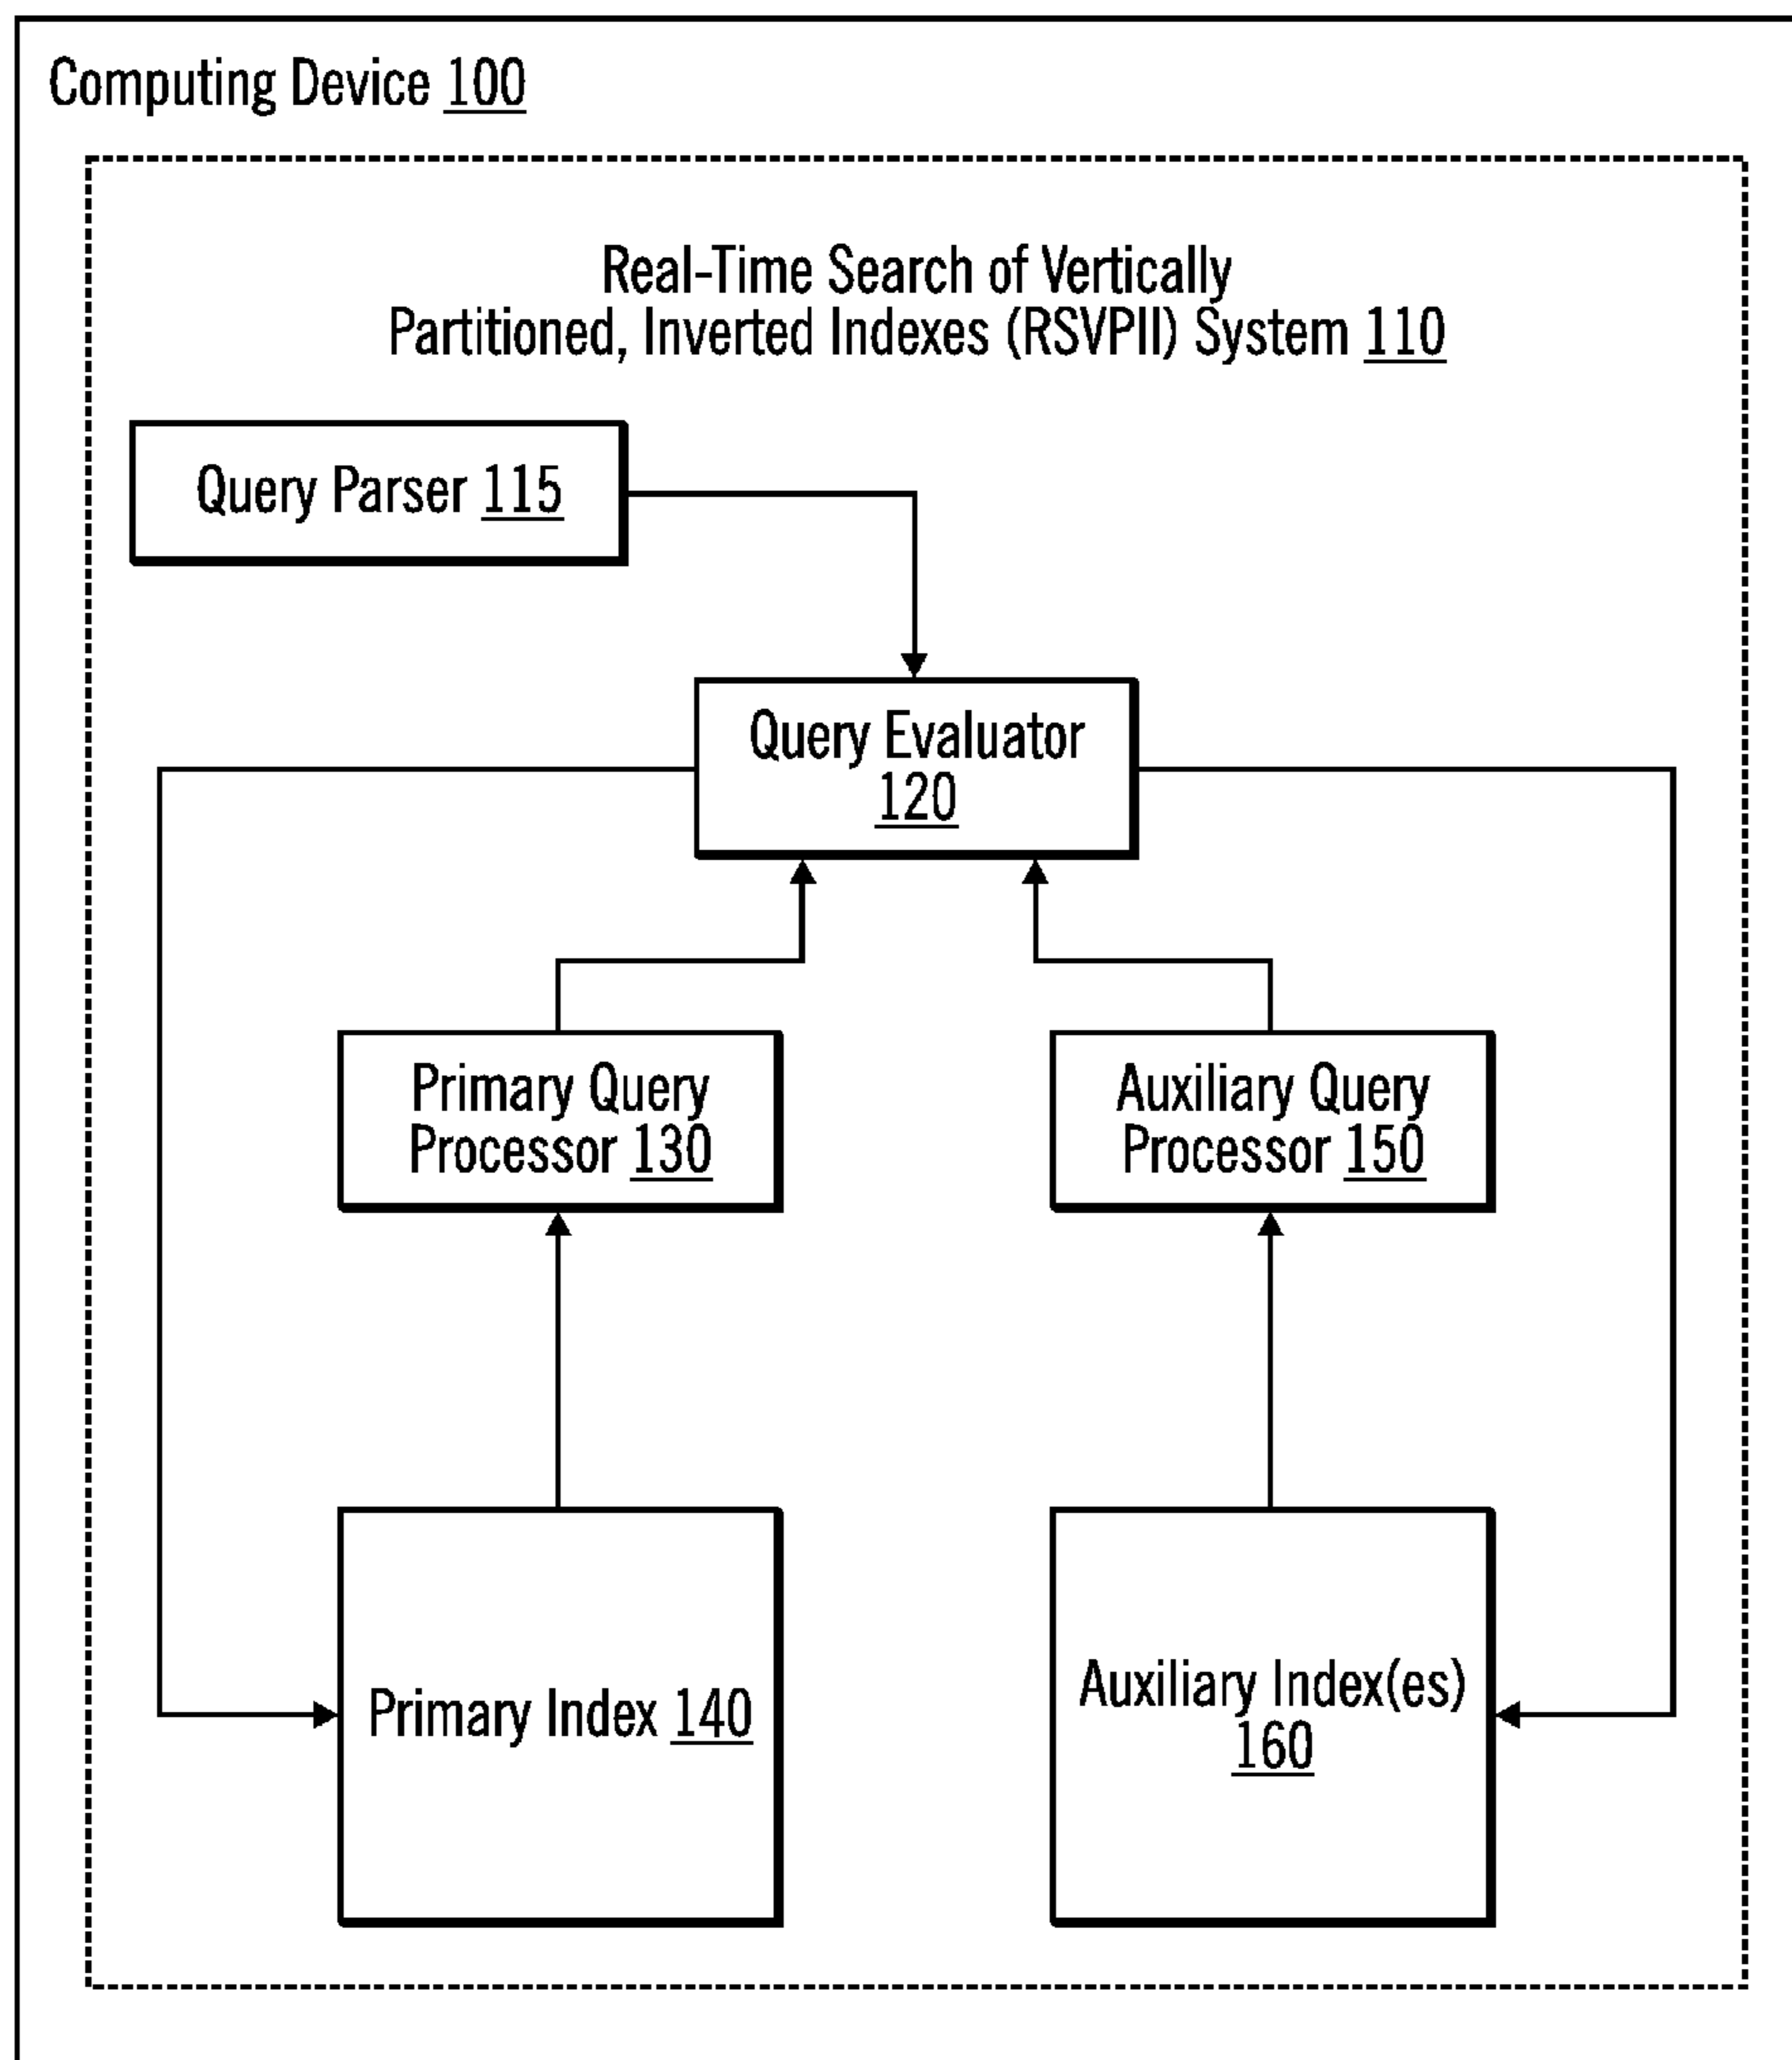 Computing Device 100
Real-Time Search of Vertically
Partitioned, Inverted Indexes (RSVPII) System 110
Query Parser 115
Query Evaluator
120
Primary Query
Processor 130
Auxiliary Query
Processor 150
Primary Index 140
Auxiliary Index(es)
160